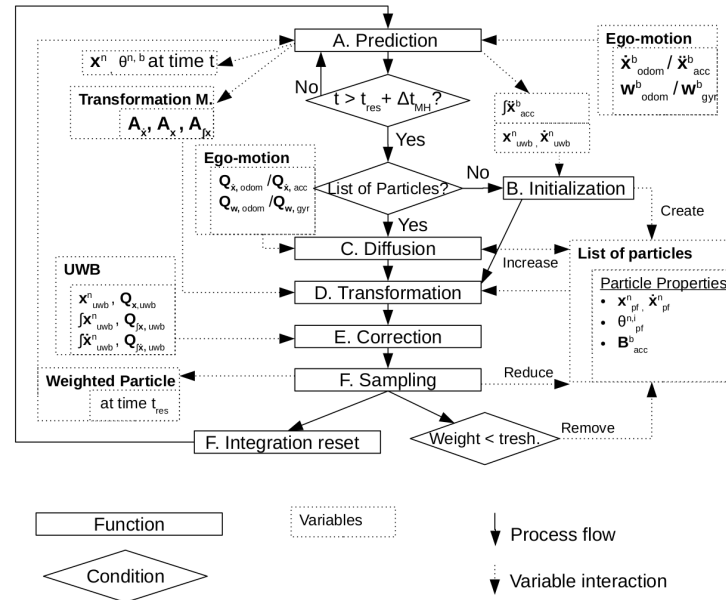 A. Prediction
Ego-motion
ẋᵇodom / ẍᵇacc
wᵇodom / wᵇgyr
xⁿ, θⁿ, ᵇ at time t
No
t > tres + ΔtMH?
Transformation M.
Aẋ, Ax, A∫x
∫ẍᵇacc
xⁿuwb, ẋⁿuwb
Yes
Ego-motion
Qẋ, odom /Qẋ, acc
Qw, odom /Qw, gyr
List of Particles?
No
B. Initialization
Create
Yes
C. Diffusion
Increase
List of particles
UWB
xⁿuwb, Qx,uwb
∫xⁿuwb, Q∫x, uwb
∫ẋⁿuwb, Q∫ẋ, uwb
D. Transformation
Particle Properties
• xⁿpf, ẋⁿpf
• θⁿ,ⁱpf
• Bᵇacc
E. Correction
Weighted Particle
at time tres
F. Sampling
Reduce
F. Integration reset
Weight < tresh.
Remove
Function
Variables
Process flow
Condition
Variable interaction